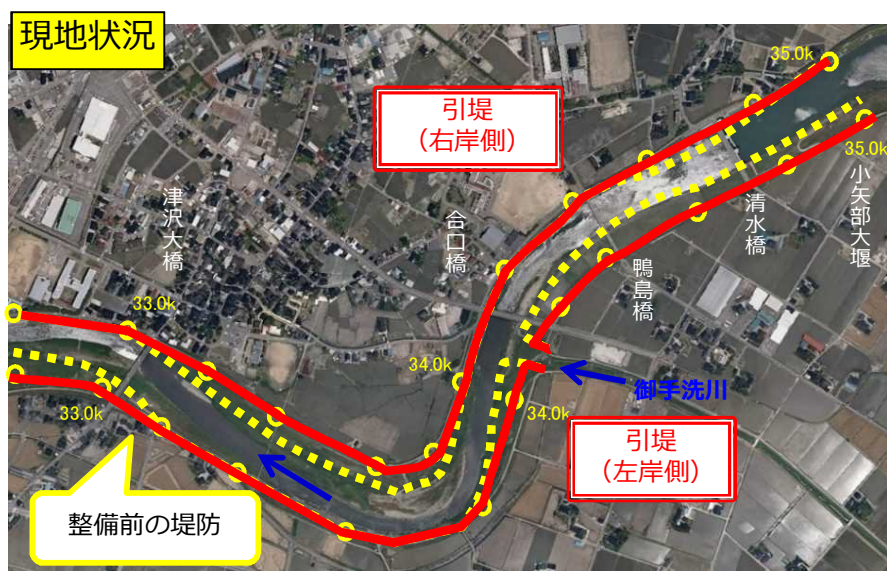 現地状況
35.0k
引堤
（右岸側）
35.0k
小矢部大堰
清水橋
津沢大橋
合口橋
鴨島橋
33.0k
34.0k
御手洗川
33.0k
34.0k
引堤
（左岸側）
整備前の堤防